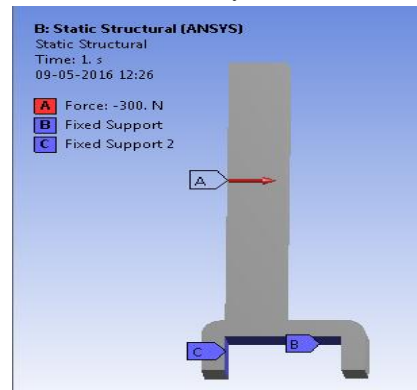 B: Static Structural (ANSYS)
Static Structural
Time: 1. s
09-05-2016 12:26
A Force: -300. N
B Fixed Support
C Fixed Support 2
A
B
C